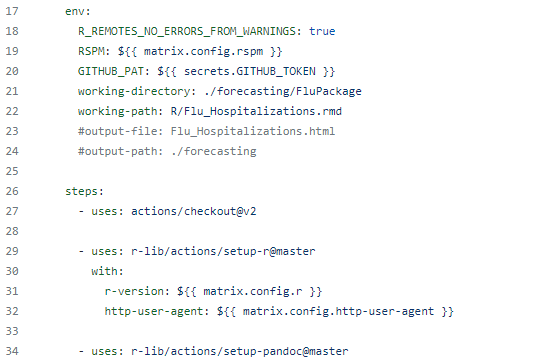 17 env:
18 R_REMOTES_NO_ERRORS_FROM_WARNINGS: true
19 RSPM: ${{ matrix.config.rspm }}
20 GITHUB_PAT: ${{ secrets.GITHUB_TOKEN }}
21 working-directory: ./forecasting/FluPackage
22 working-path: R/Flu_Hospitalizations.rmd
23 #output-file: Flu_Hospitalizations.html
24 #output-path: ./forecasting
25
26 steps:
27 - uses: actions/checkout@v2
28
29 - uses: r-lib/actions/setup-r@master
30 with:
31 r-version: ${{ matrix.config.r }}
32 http-user-agent: ${{ matrix.config.http-user-agent }}
33
34 - uses: r-lib/actions/setup-pandoc@master